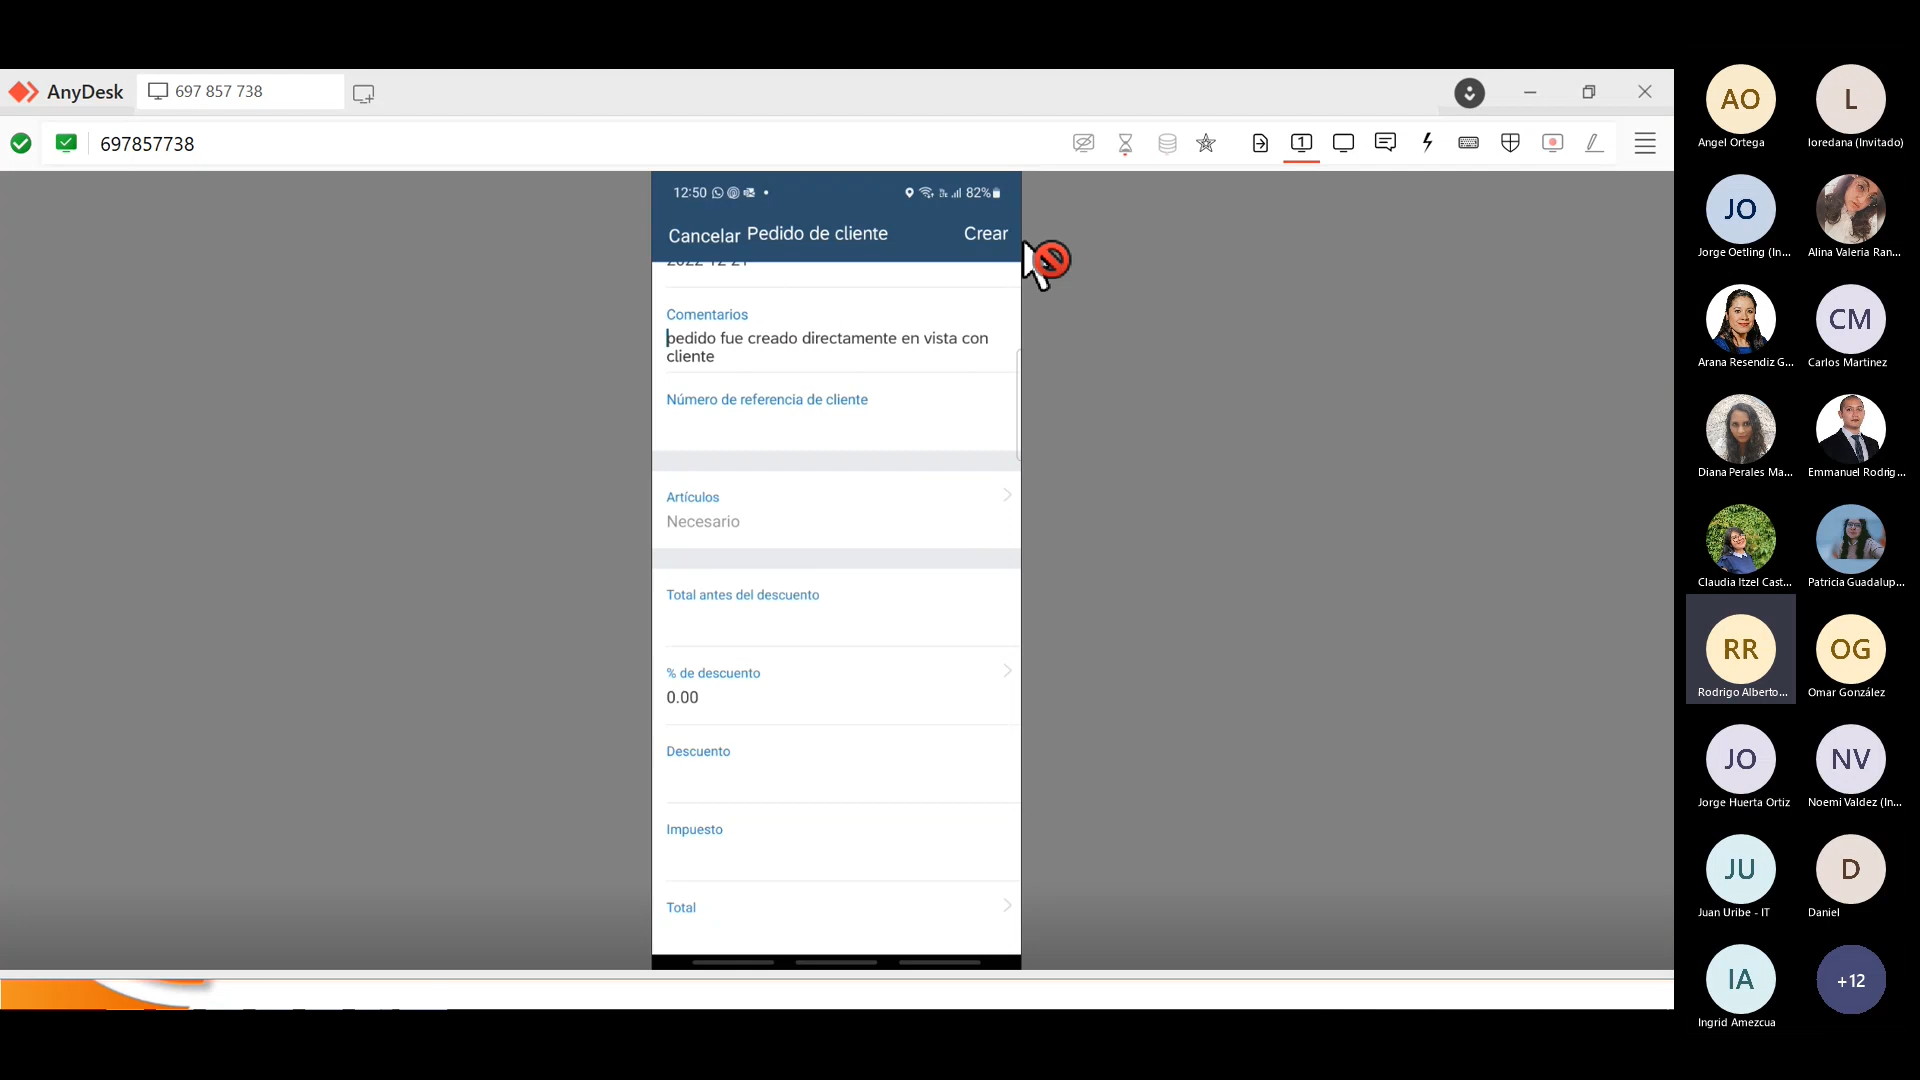 AnyDesk
697 857 738
697857738
1
12:50
82%
Cancelar Pedido de cliente Crear
2022-12-21
Comentarios
pedido fue creado directamente en vista con
cliente
Número de referencia de cliente
Artículos
Necesario
Total antes del descuento
% de descuento
0.00
Descuento
Impuesto
Total
AO
Angel Ortega
L
loredana (Invitado)
JO
Jorge Oetling (In...
Alina Valeria Ran...
Arana Resendiz G...
CM
Carlos Martinez
Diana Perales Ma...
Emmanuel Rodrig...
Claudia Itzel Cast...
Patricia Guadalup...
RR
Rodrigo Alberto...
OG
Omar González
JO
Jorge Huerta Ortiz
NV
Noemi Valdez (In...
JU
Juan Uribe - IT
D
Daniel
IA
Ingrid Amezcua
+12